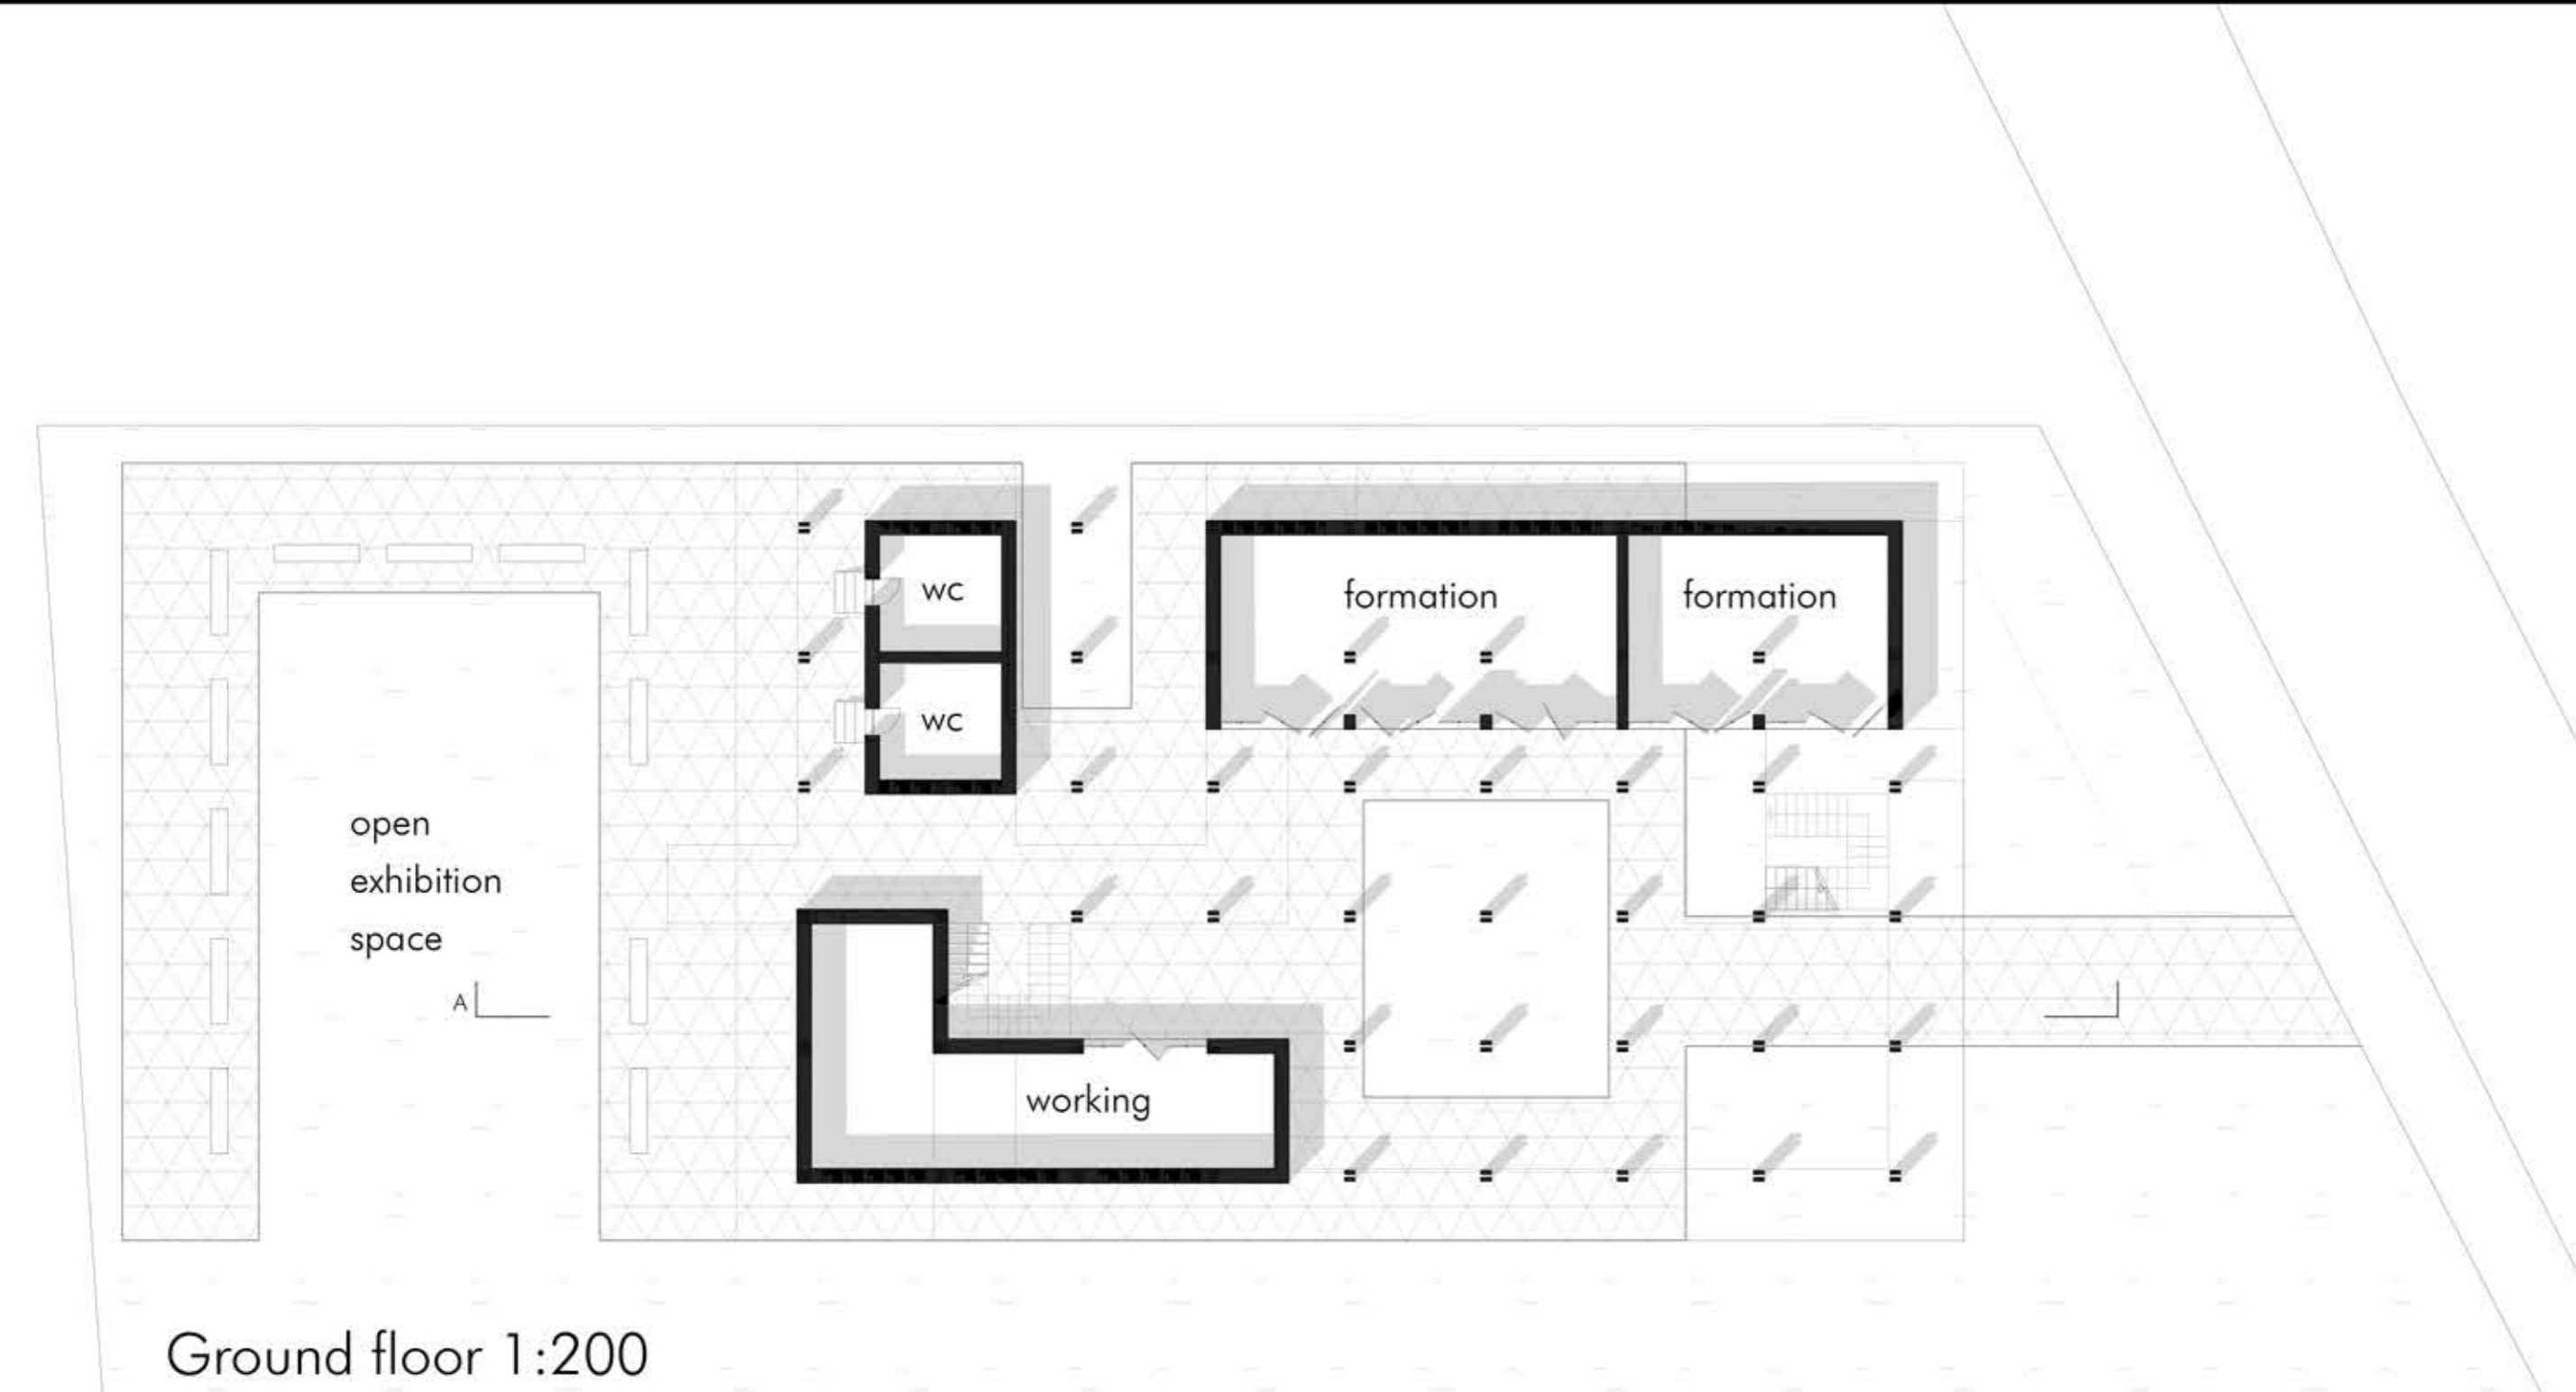 wc
formation
formation
wc
open
exhibition
space
A
working
Ground floor 1:200